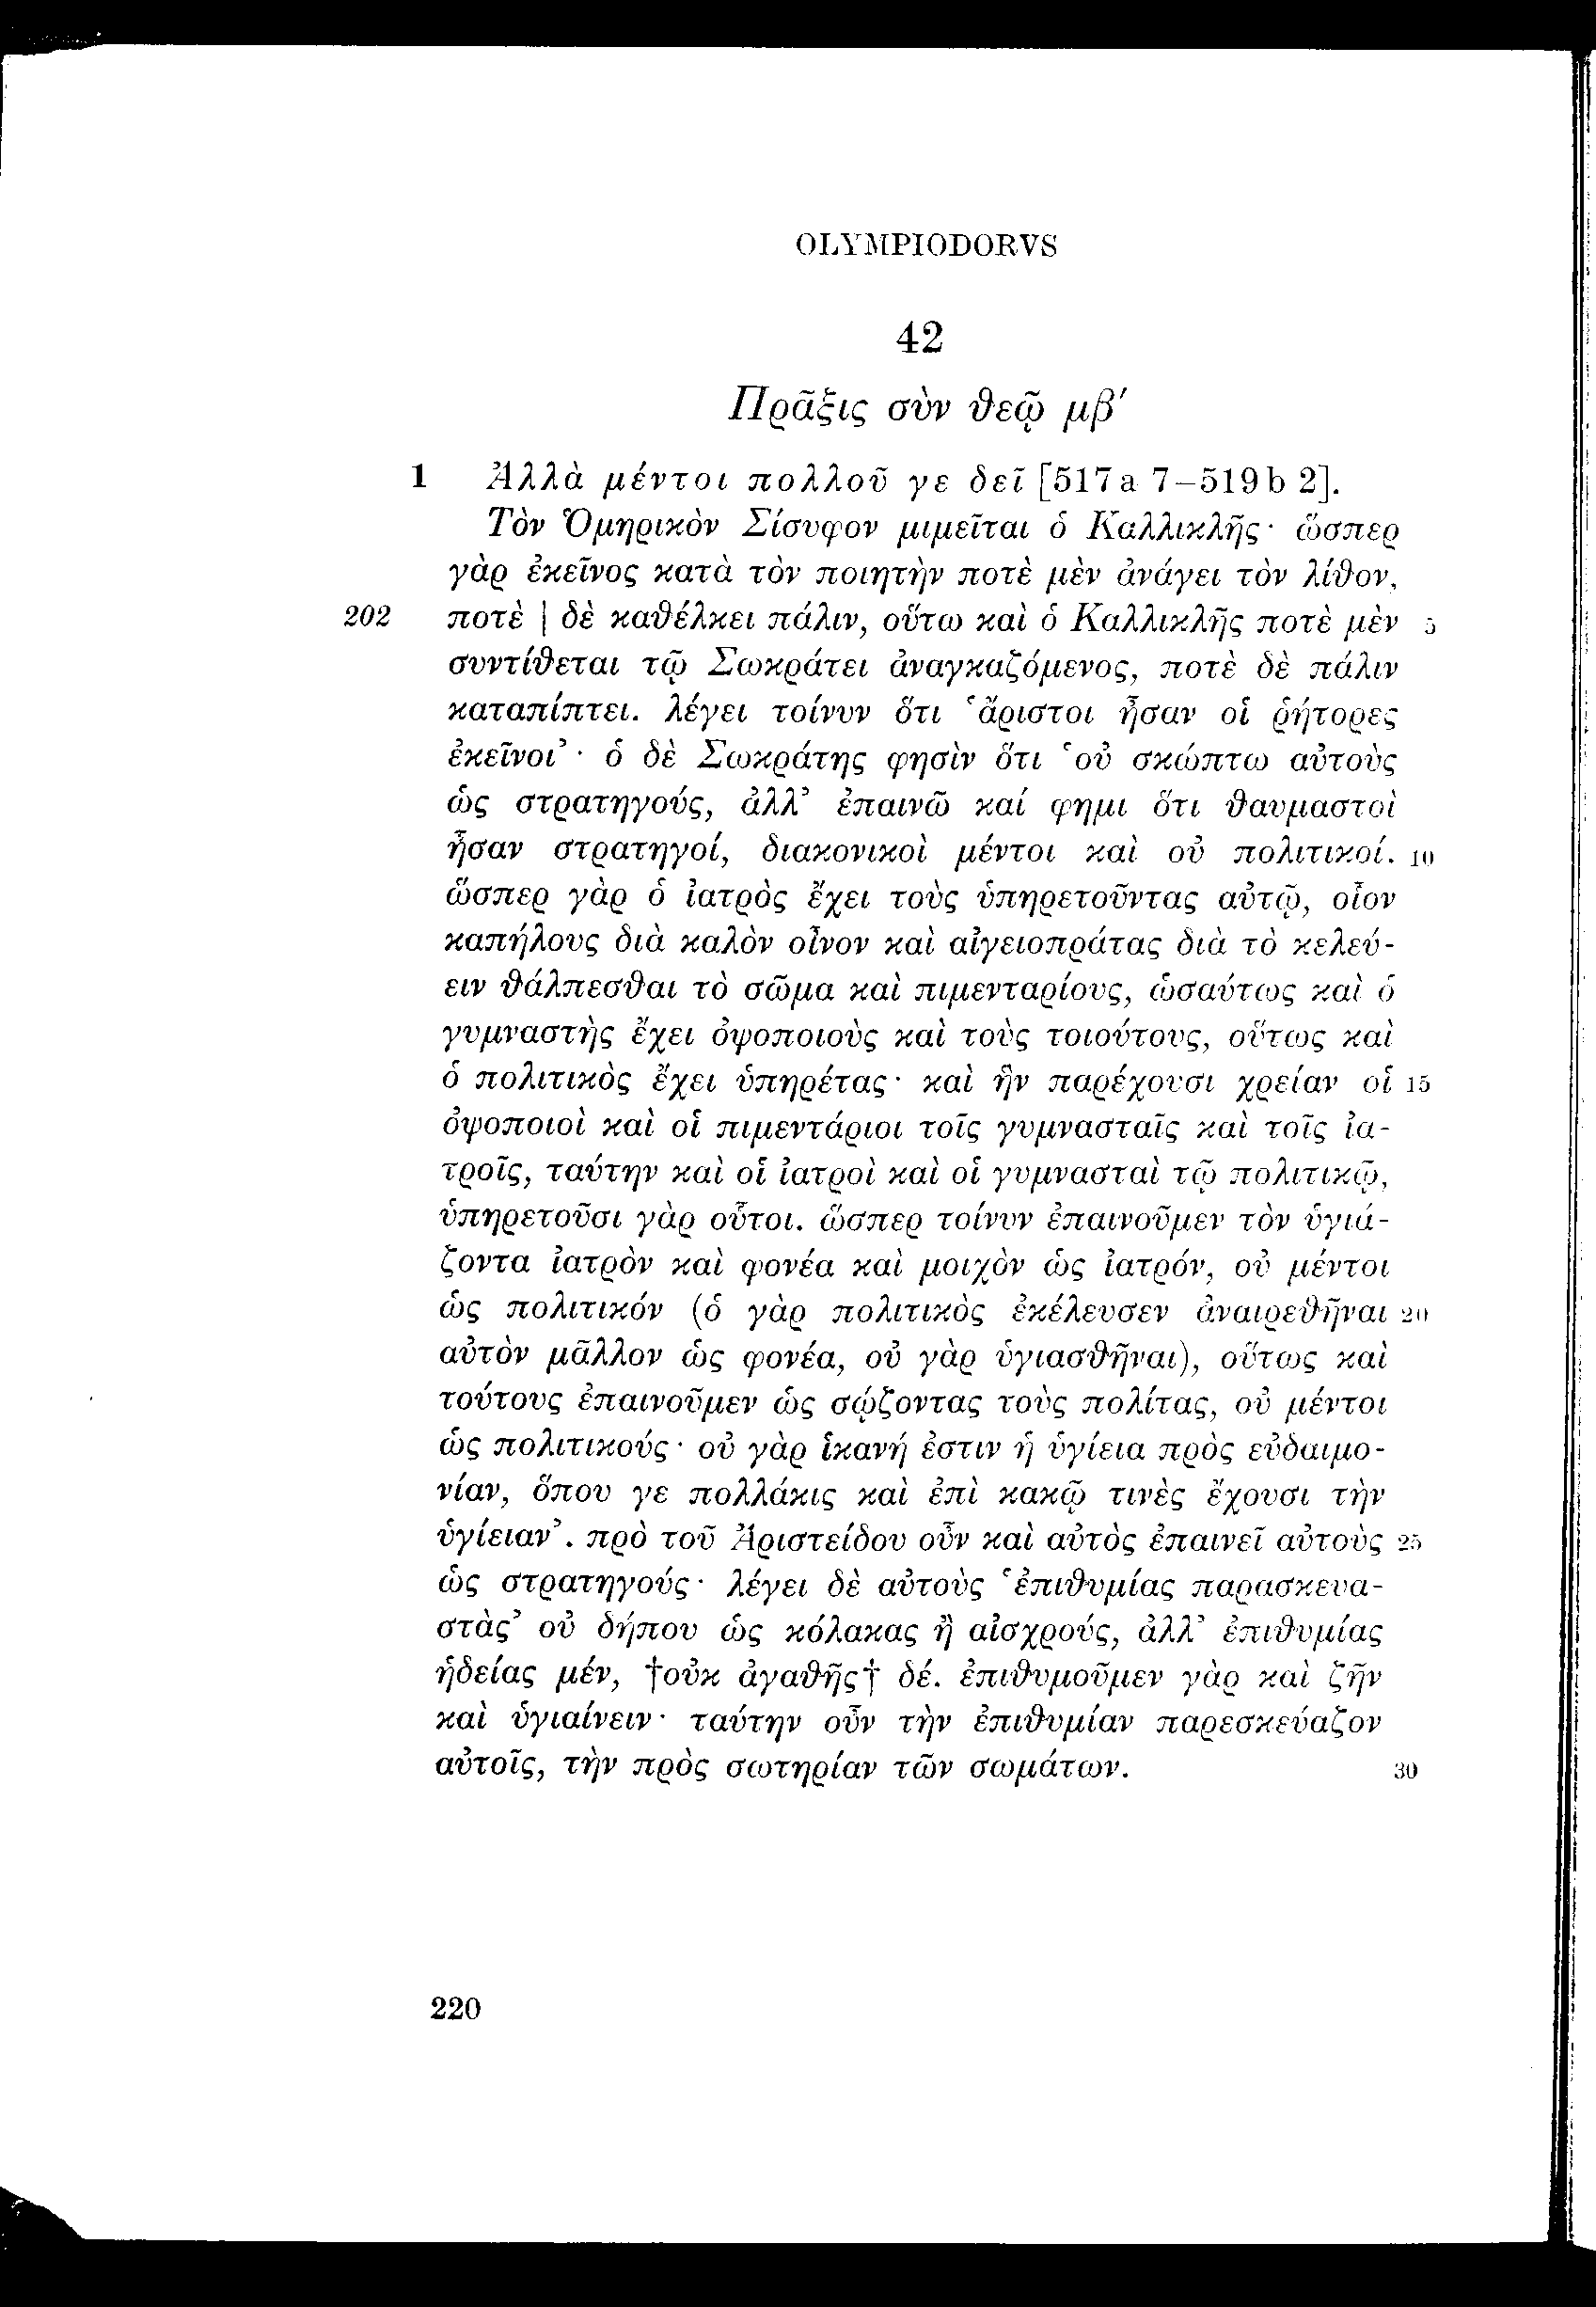 OLYMPIODORVS
42
Πρᾶξις σὺν θεῷ μβ′
1 Ἀλλὰ μέντοι πολλοῦ γε δεῖ [517a 7–519b 2].
Τὸν Ὁμηρικὸν Σίσυφον μιμεῖται ὁ Καλλικλῆς· ὥσπερ
γὰρ ἐκεῖνος κατὰ τὸν ποιητὴν ποτὲ μὲν ἀνάγει τὸν λίθον,
202 ποτὲ | δὲ καθέλκει πάλιν, οὕτω καὶ ὁ Καλλικλῆς ποτὲ μὲν 5
συντίθεται τῷ Σωκράτει ἀναγκαζόμενος, ποτὲ δὲ πάλιν
καταπίπτει. λέγει τοίνυν ὅτι ‘ἄριστοι ἦσαν οἱ ῥήτορες
ἐκεῖνοι’· ὁ δὲ Σωκράτης φησὶν ὅτι ‘οὐ σκώπτω αὐτοὺς
ὡς στρατηγούς, ἀλλ’ ἐπαινῶ καί φημι ὅτι θαυμαστοὶ
ἦσαν στρατηγοί, διακονικοὶ μέντοι καὶ οὐ πολιτικοί. 10
ὥσπερ γὰρ ὁ ἰατρὸς ἔχει τοὺς ὑπηρετοῦντας αὐτῷ, οἷον
καπήλους διὰ καλὸν οἶνον καὶ αἰγειοπράτας διὰ τὸ κελεύ-
ειν θάλπεσθαι τὸ σῶμα καὶ πιμενταρίους, ὡσαύτως καὶ ὁ
γυμναστὴς ἔχει ὀψοποιοὺς καὶ τοὺς τοιούτους, οὕτως καὶ
ὁ πολιτικὸς ἔχει ὑπηρέτας· καὶ ἣν παρέχουσι χρείαν οἱ 15
ὀψοποιοὶ καὶ οἱ πιμεντάριοι τοῖς γυμνασταῖς καὶ τοῖς ἰα-
τροῖς, ταύτην καὶ οἱ ἰατροὶ καὶ οἱ γυμνασταὶ τῷ πολιτικῷ,
ὑπηρετοῦσι γὰρ οὗτοι. ὥσπερ τοίνυν ἐπαινοῦμεν τὸν ὑγιά-
ζοντα ἰατρὸν καὶ φονέα καὶ μοιχὸν ὡς ἰατρόν, οὐ μέντοι
ὡς πολιτικόν (ὁ γὰρ πολιτικὸς ἐκέλευσεν ἀναιρεθῆναι 20
αὐτὸν μᾶλλον ὡς φονέα, οὐ γὰρ ὑγιασθῆναι), οὕτως καὶ
τούτους ἐπαινοῦμεν ὡς σῴζοντας τοὺς πολίτας, οὐ μέντοι
ὡς πολιτικούς· οὐ γὰρ ἱκανή ἐστιν ἡ ὑγίεια πρὸς εὐδαιμο-
νίαν, ὅπου γε πολλάκις καὶ ἐπὶ κακῷ τινὲς ἔχουσι τὴν
ὑγίειαν’. πρὸ τοῦ Ἀριστείδου οὖν καὶ αὐτὸς ἐπαινεῖ αὐτοὺς 25
ὡς στρατηγούς· λέγει δὲ αὐτοὺς ‘ἐπιθυμίας παρασκευα-
στὰς’ οὐ δήπου ὡς κόλακας ἢ αἰσχρούς, ἀλλ’ ἐπιθυμίας
ἡδείας μέν, †οὐκ ἀγαθῆς† δέ. ἐπιθυμοῦμεν γὰρ καὶ ζῆν
καὶ ὑγιαίνειν· ταύτην οὖν τὴν ἐπιθυμίαν παρεσκεύαζον
αὐτοῖς, τὴν πρὸς σωτηρίαν τῶν σωμάτων. 30
220